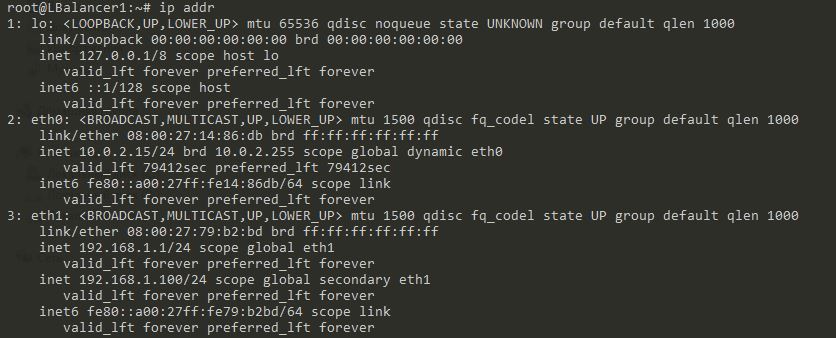 root@LBalancer1:~# ip addr
1: lo: <LOOPBACK,UP,LOWER_UP> mtu 65536 qdisc noqueue state UNKNOWN group default qlen 1000
    link/loopback 00:00:00:00:00:00 brd 00:00:00:00:00:00
    inet 127.0.0.1/8 scope host lo
       valid_lft forever preferred_lft forever
    inet6 ::1/128 scope host
       valid_lft forever preferred_lft forever
2: eth0: <BROADCAST,MULTICAST,UP,LOWER_UP> mtu 1500 qdisc fq_codel state UP group default qlen 1000
    link/ether 08:00:27:14:86:db brd ff:ff:ff:ff:ff:ff
    inet 10.0.2.15/24 brd 10.0.2.255 scope global dynamic eth0
       valid_lft 79412sec preferred_lft 79412sec
    inet6 fe80::a00:27ff:fe14:86db/64 scope link
       valid_lft forever preferred_lft forever
3: eth1: <BROADCAST,MULTICAST,UP,LOWER_UP> mtu 1500 qdisc fq_codel state UP group default qlen 1000
    link/ether 08:00:27:79:b2:bd brd ff:ff:ff:ff:ff:ff
    inet 192.168.1.1/24 scope global eth1
       valid_lft forever preferred_lft forever
    inet 192.168.1.100/24 scope global secondary eth1
       valid_lft forever preferred_lft forever
    inet6 fe80::a00:27ff:fe79:b2bd/64 scope link
       valid_lft forever preferred_lft forever